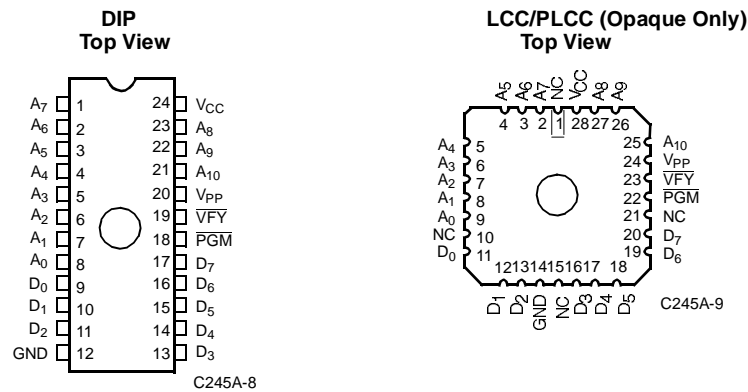 DIP
Top View
A7 1 24 VCC
A6 2 23 A8
A5 3 22 A9
A4 4 21 A10
A3 5 20 VPP
A2 6 19 VFY
A1 7 18 PGM
A0 8 17 D7
D0 9 16 D6
D1 10 15 D5
D2 11 14 D4
GND 12 13 D3
C245A-8
LCC/PLCC (Opaque Only)
Top View
A5 A6 A7 NC VCC A8 A9
4 3 2 1 28 27 26
A4 5 25 A10
A3 6 24 VPP
A2 7 23 VFY
A1 8 22 PGM
A0 9 21 NC
NC 10 20 D7
D0 11 19 D6
12 13 14 15 16 17 18
D1 D2 GND NC D3 D4 D5
C245A-9